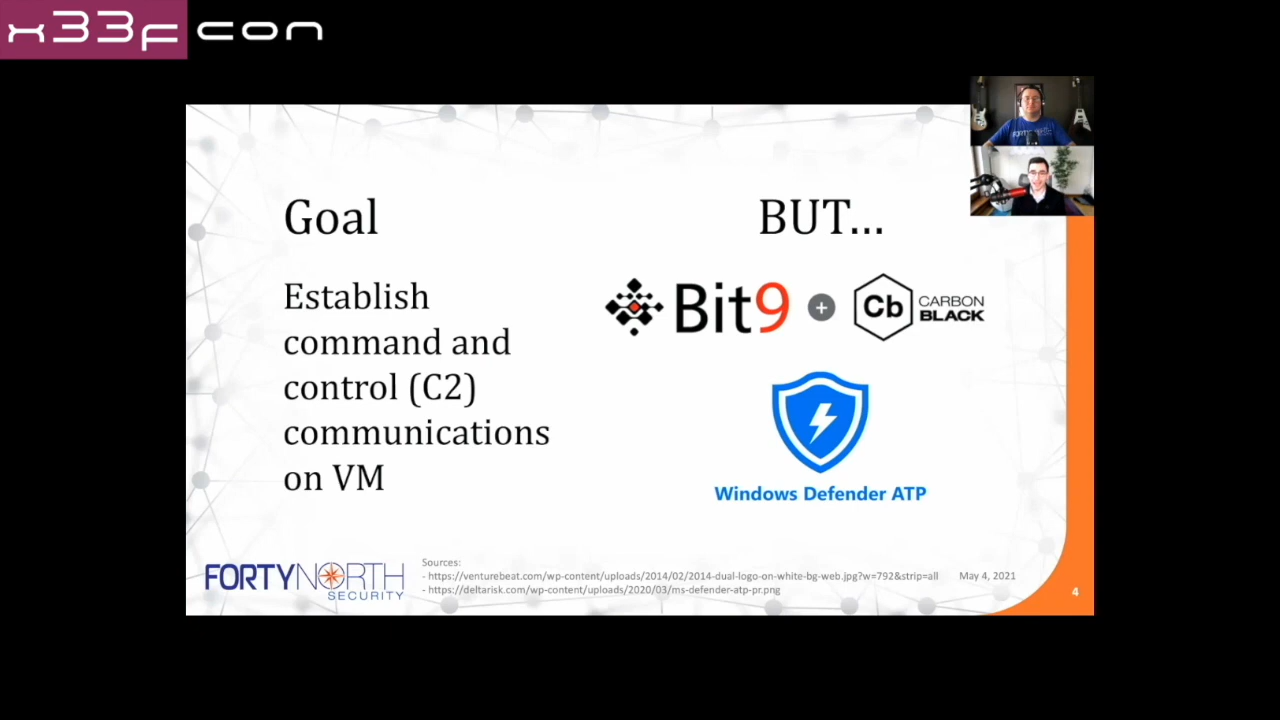 x33fcon
Goal
BUT...
Establish
command and
control (C2)
communications
on VM
Bit9 + Cb CARBON
BLACK
Windows Defender ATP
FORTYNORTH
SECURITY
Sources:
- https://venturebeat.com/wp-content/uploads/2014/02/2014-dual-logo-on-white-bg-web.jpg?w=792&strip=all
- https://deltarisk.com/wp-content/uploads/2020/03/ms-defender-atp-pr.png
May 4, 2021
4